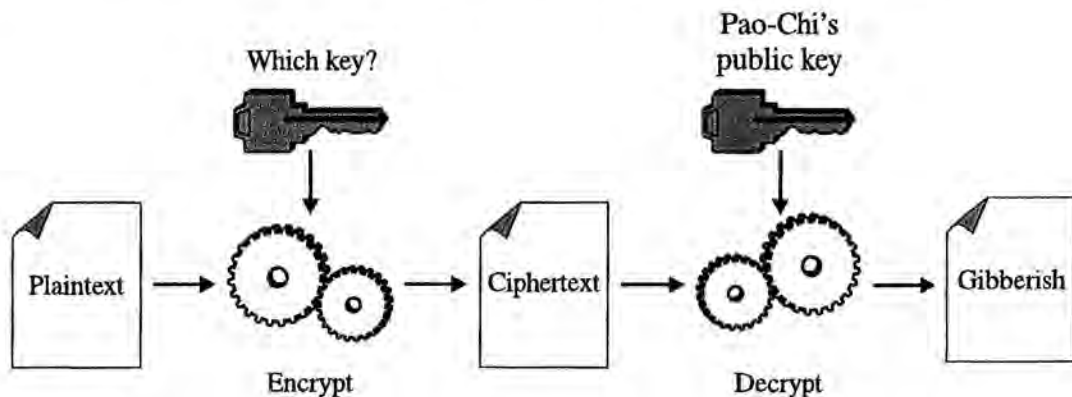 Which key?
Pao-Chi's
public key
Plaintext
Ciphertext
Gibberish
Encrypt
Decrypt